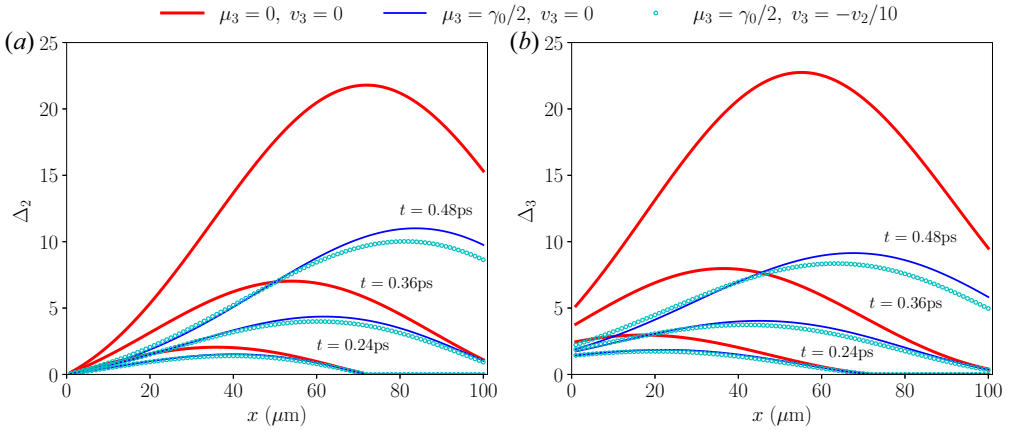 μ₃ = 0, v₃ = 0    μ₃ = γ₀/2, v₃ = 0    μ₃ = γ₀/2, v₃ = −v₂/10
(a)
25
20
15
10
5
0
Δ₂
t = 0.48ps
t = 0.36ps
t = 0.24ps
0 20 40 60 80 100
x (μm)
(b)
25
20
15
10
5
0
Δ₃
t = 0.48ps
t = 0.36ps
t = 0.24ps
0 20 40 60 80 100
x (μm)